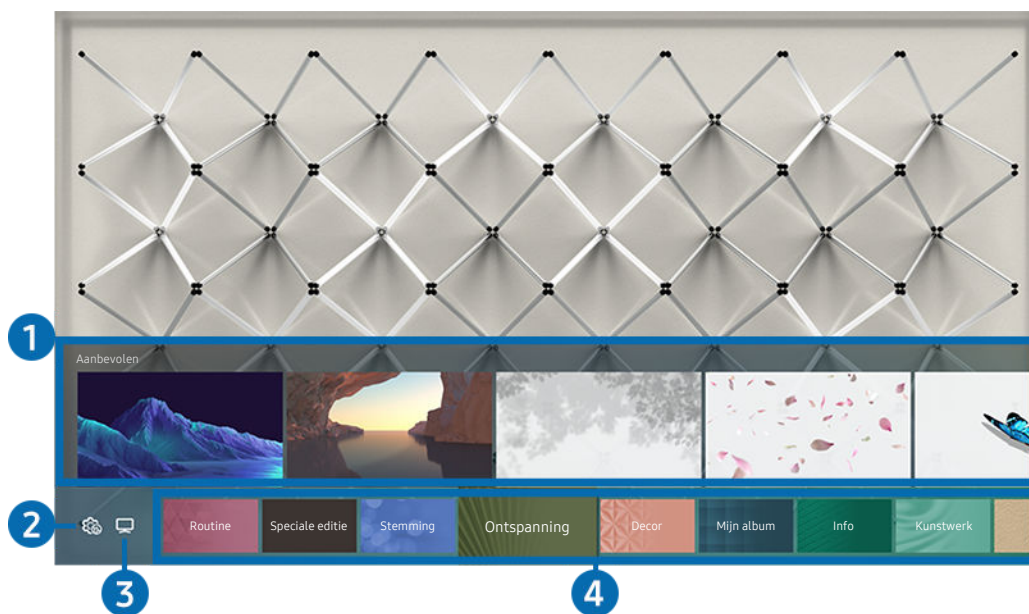 1
Aanbevolen
2
Routine
Speciale editie
Stemming
Ontspanning
Decor
Mijn album
Info
Kunstwerk
3
4